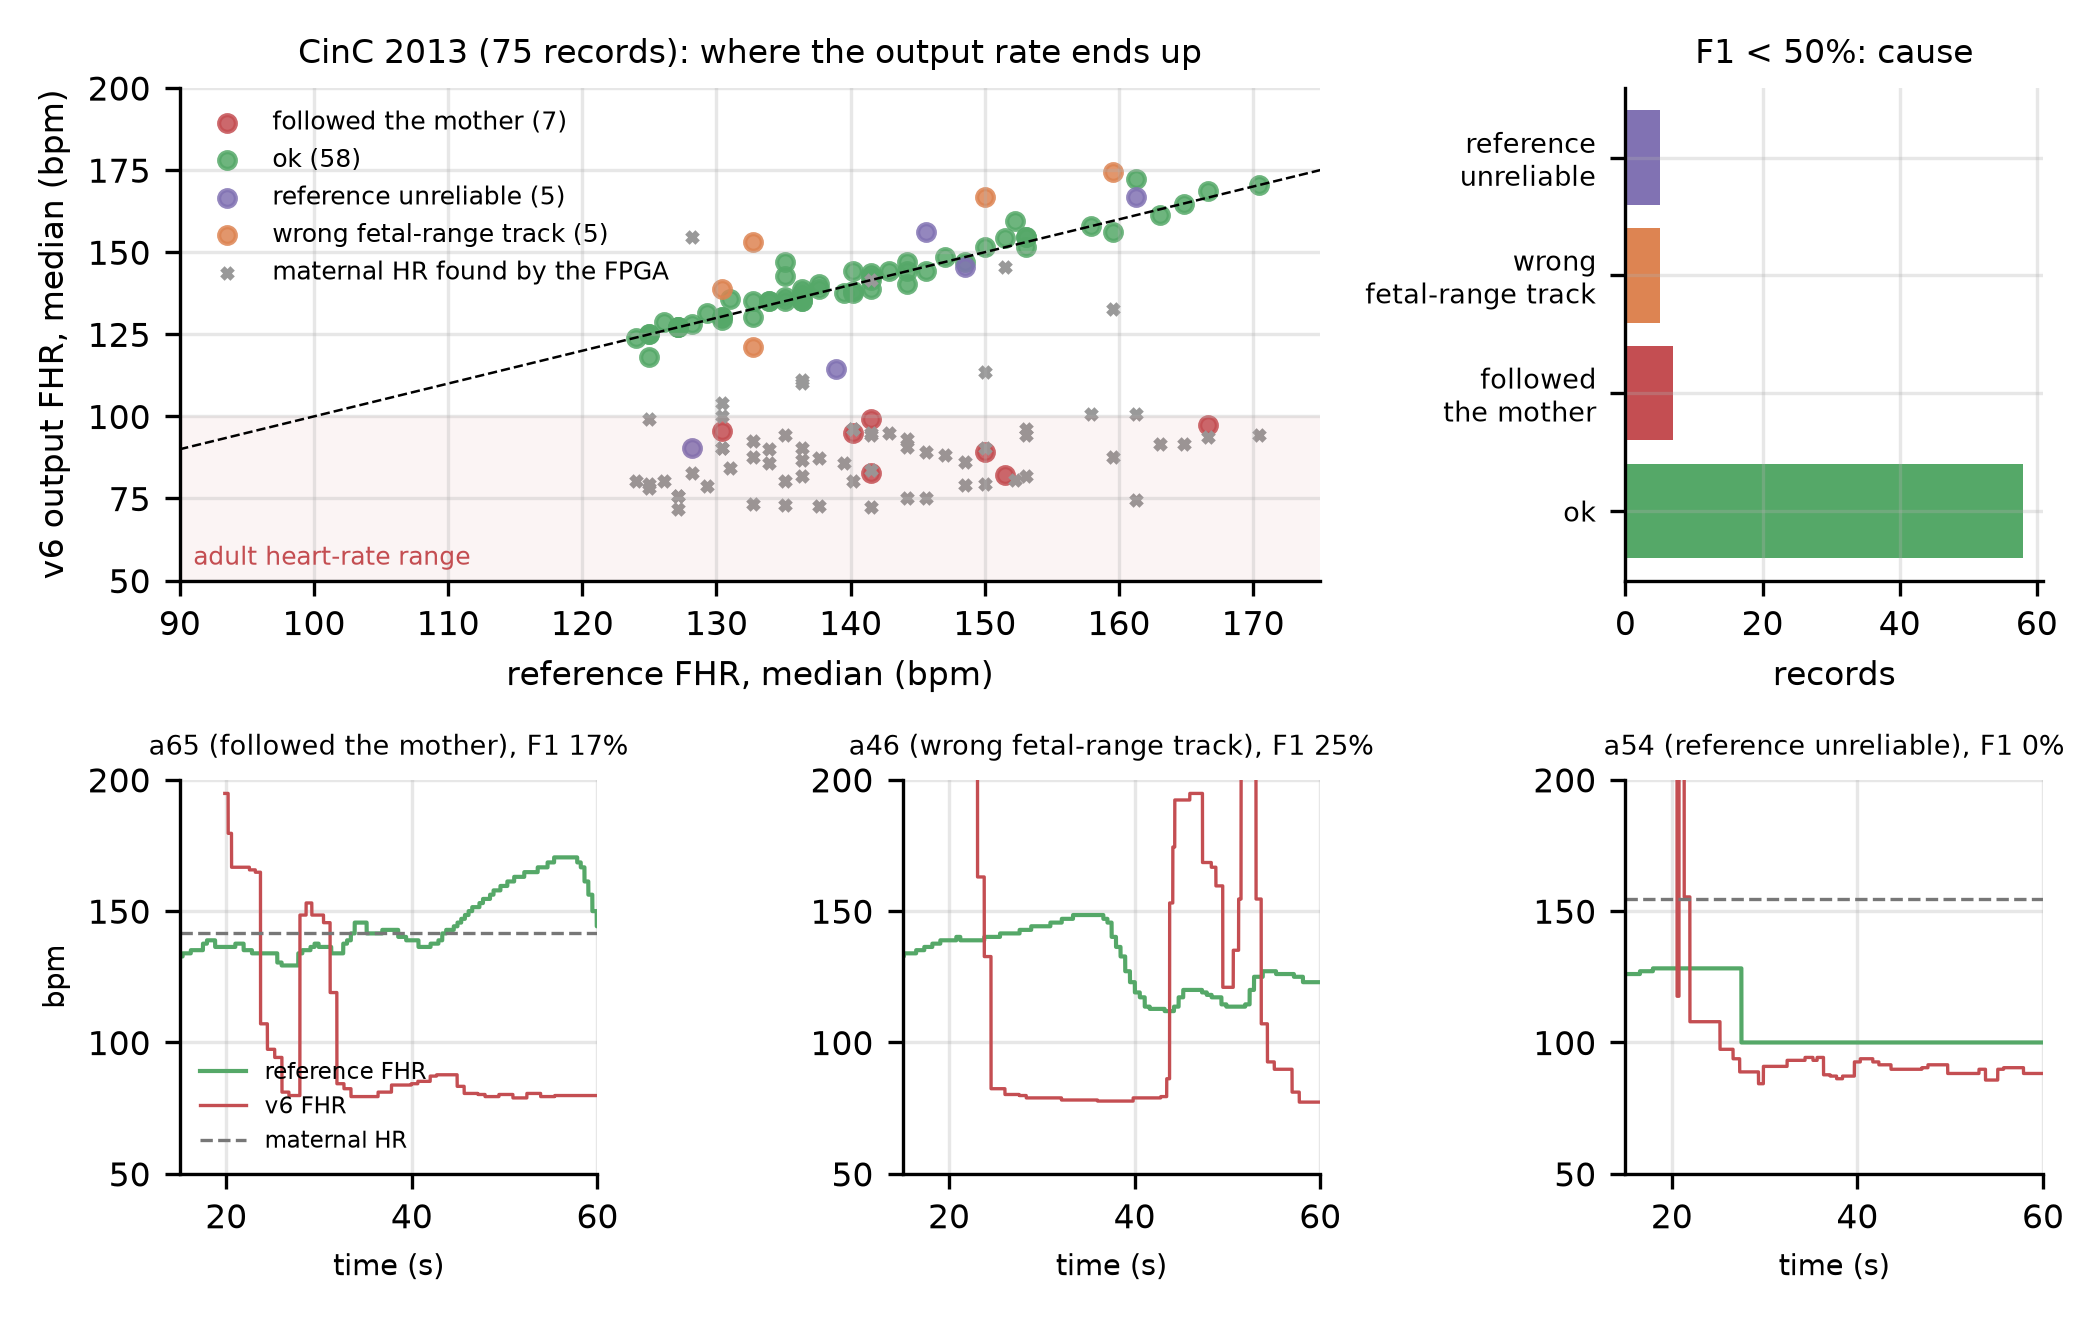 CinC 2013 (75 records): where the output rate ends up
v6 output FHR, median (bpm)
200
175
150
125
100
75
50
followed the mother (7)
ok (58)
reference unreliable (5)
wrong fetal-range track (5)
maternal HR found by the FPGA
adult heart-rate range
90 100 110 120 130 140 150 160 170
reference FHR, median (bpm)
F1 < 50%: cause
reference
unreliable
wrong
fetal-range track
followed
the mother
ok
0 20 40 60
records
a65 (followed the mother), F1 17%
bpm
200
150
100
50
reference FHR
v6 FHR
maternal HR
20 40 60
time (s)
a46 (wrong fetal-range track), F1 25%
200
150
100
50
20 40 60
time (s)
a54 (reference unreliable), F1 0%
200
150
100
50
20 40 60
time (s)